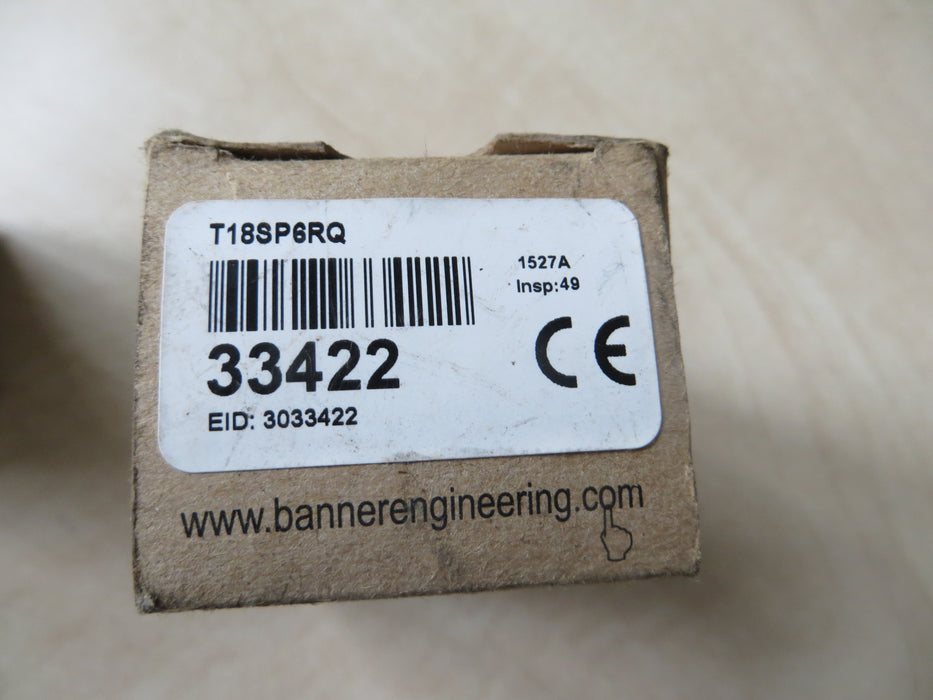 T18SP6RQ
1527A
Insp:49
33422
CE
EID: 3033422
www.bannerengineering.com